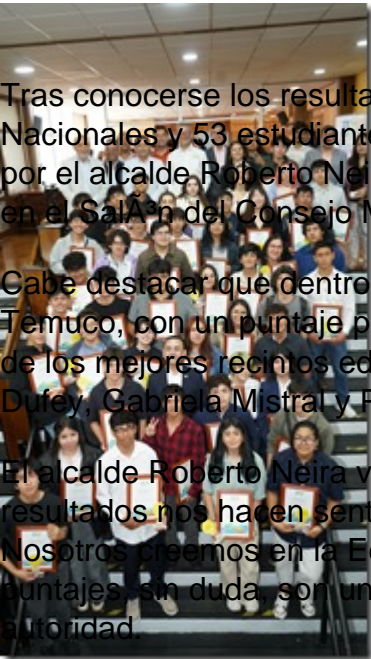 Tras conocerse los resulta
Nacionales y 53 estudiante
por el alcalde Roberto Nei
en el SalÃ³n del Consejo M
Cabe destacar que dentro
Temuco, con un puntaje p
de los mejores recintos ed
Dufey, Gabriela Mistral y P
El alcalde Roberto Neira v
resultados nos hacen sent
Nosotros creemos en la E
puntajes, sin duda, son un
autoridad.